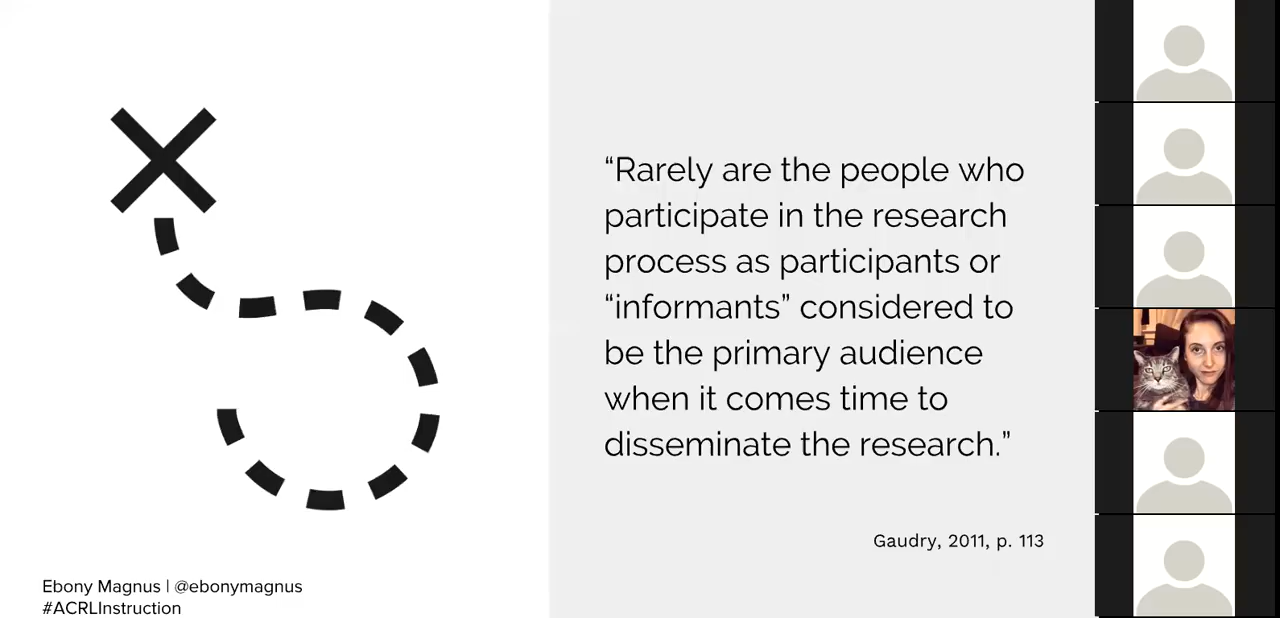 “Rarely are the people who
participate in the research
process as participants or
“informants” considered to
be the primary audience
when it comes time to
disseminate the research.”
Gaudry, 2011, p. 113
Ebony Magnus | @ebonymagnus
#ACRLInstruction